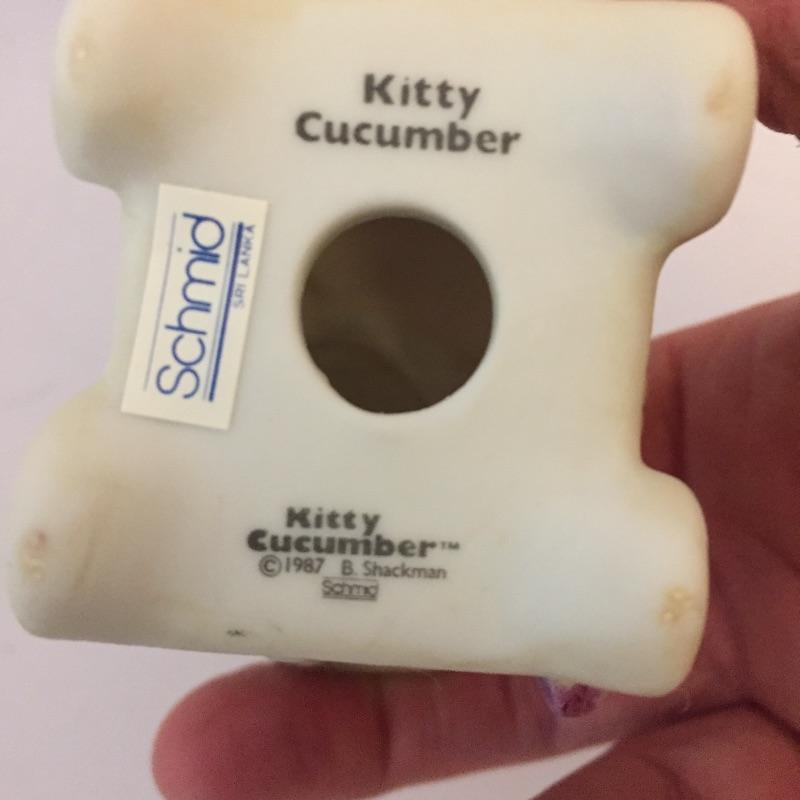 Kitty
Cucumber
Schmid
SRI LANKA
Kitty
Cucumber™
©1987 B. Shackman
Schmid